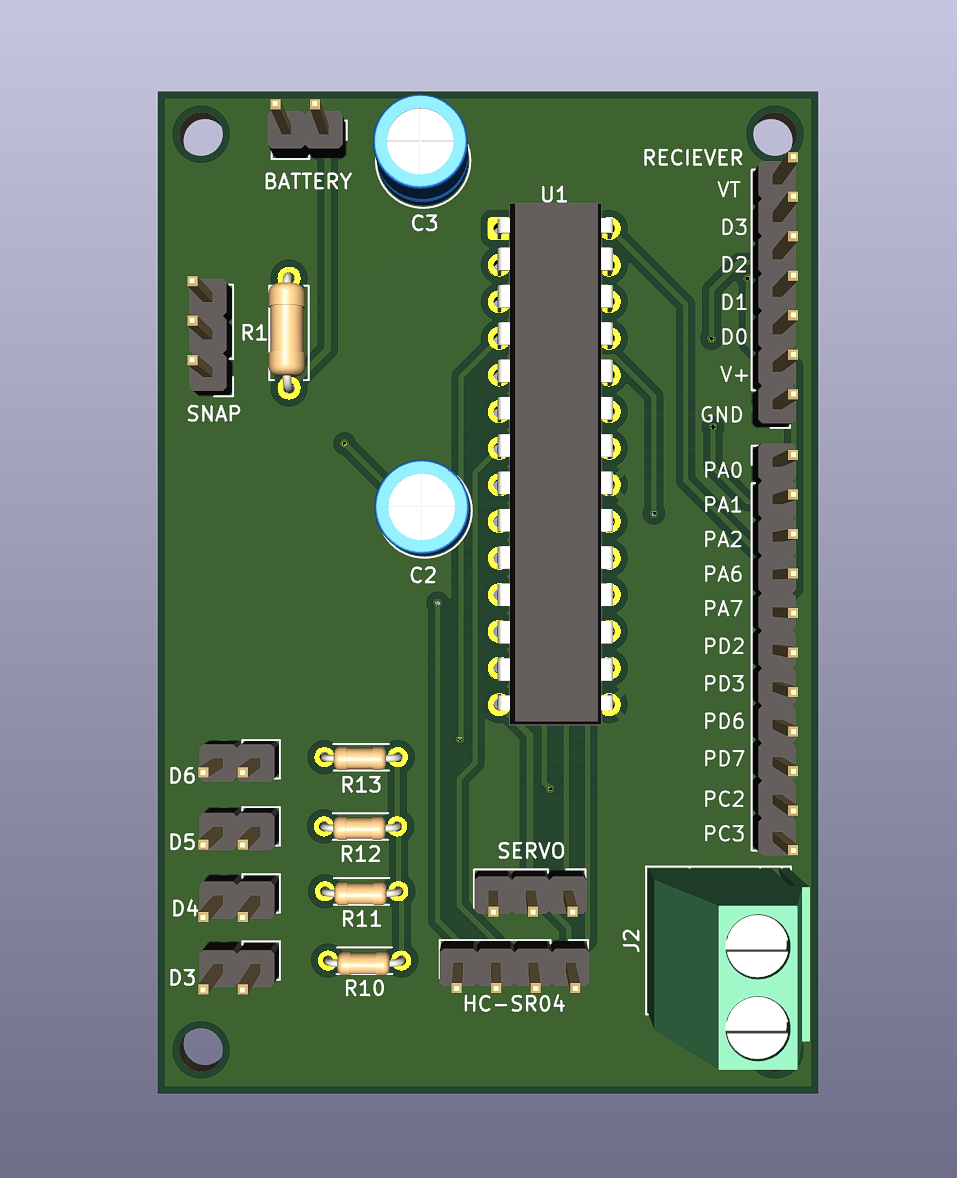 BATTERY
C3
U1
RECIEVER
VT
D3
D2
D1
D0
V+
GND
R1
SNAP
PA0
PA1
PA2
PA6
PA7
PD2
PD3
PD6
PD7
PC2
PC3
C2
D6
R13
D5
R12
D4
R11
D3
R10
SERVO
HC-SR04
J2